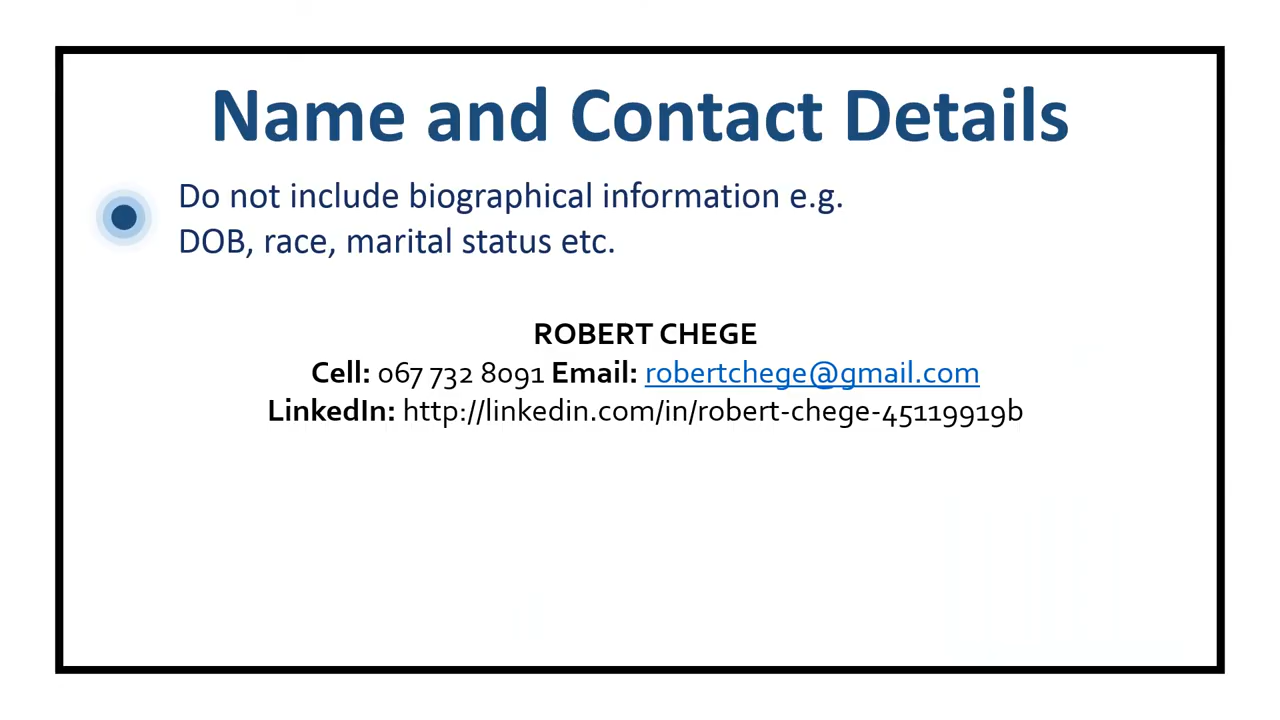 Name and Contact Details
Do not include biographical information e.g.
DOB, race, marital status etc.
ROBERT CHEGE
Cell: 067 732 8091 Email: robertchege@gmail.com
LinkedIn: http://linkedin.com/in/robert-chege-45119919b